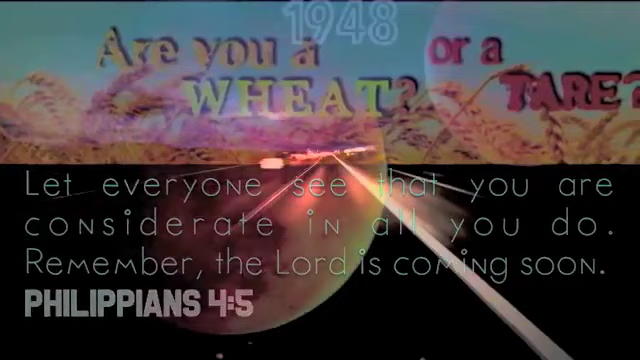 1948
Are you a or a
WHEAT? TARE?
Let everyone see that you are
considerate in all you do.
Remember, the Lord is coming soon.
PHILIPPIANS 4:5